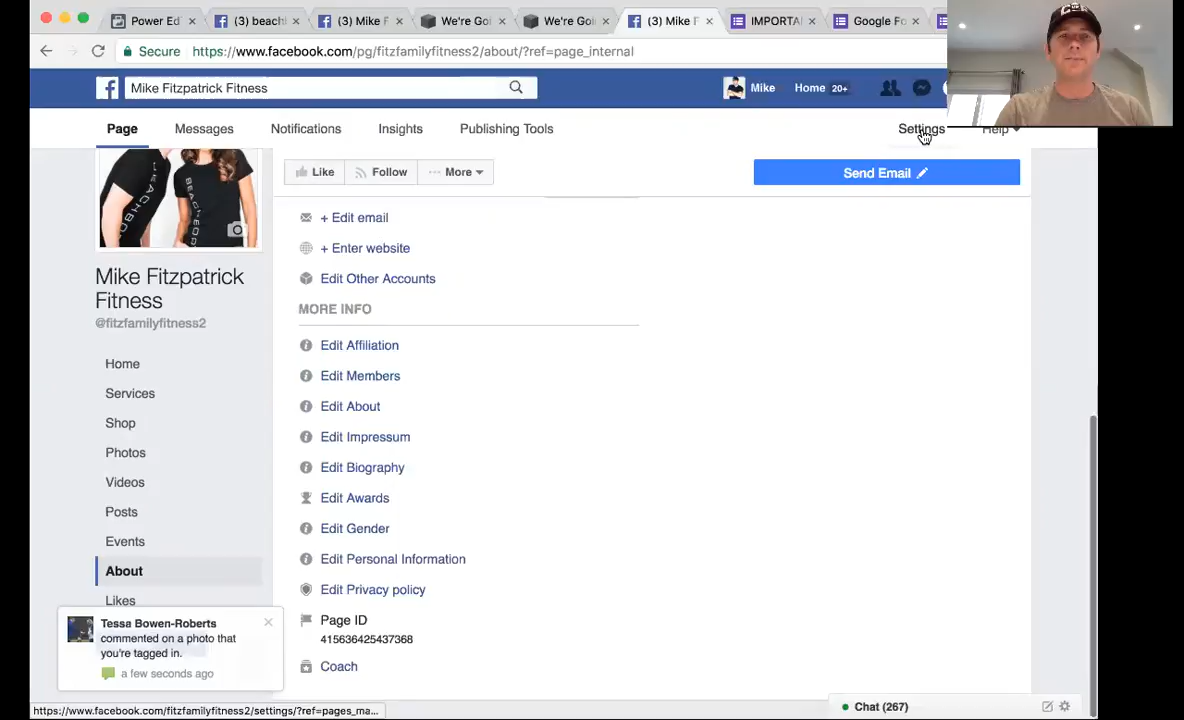 Power Ed
(3) beach
(3) Mike F
We're Goi
We're Goi
(3) Mike F
IMPORTA
Google Fo
Secure https://www.facebook.com/pg/fitzfamilyfitness2/about/?ref=page_internal
Mike Fitzpatrick Fitness
Mike
Home 20+
Page
Messages
Notifications
Insights
Publishing Tools
Settings
Help
Like
Follow
More
Send Email
BEACHBO
BEACHBOD
+ Edit email
+ Enter website
Edit Other Accounts
MORE INFO
Edit Affiliation
Edit Members
Edit About
Edit Impressum
Edit Biography
Edit Awards
Edit Gender
Edit Personal Information
Edit Privacy policy
Page ID
415636425437368
Coach
Mike Fitzpatrick
Fitness
@fitzfamilyfitness2
Home
Services
Shop
Photos
Videos
Posts
Events
About
Likes
Tessa Bowen-Roberts
commented on a photo that
you're tagged in.
a few seconds ago
https://www.facebook.com/fitzfamilyfitness2/settings/?ref=pages_ma...
Chat (267)